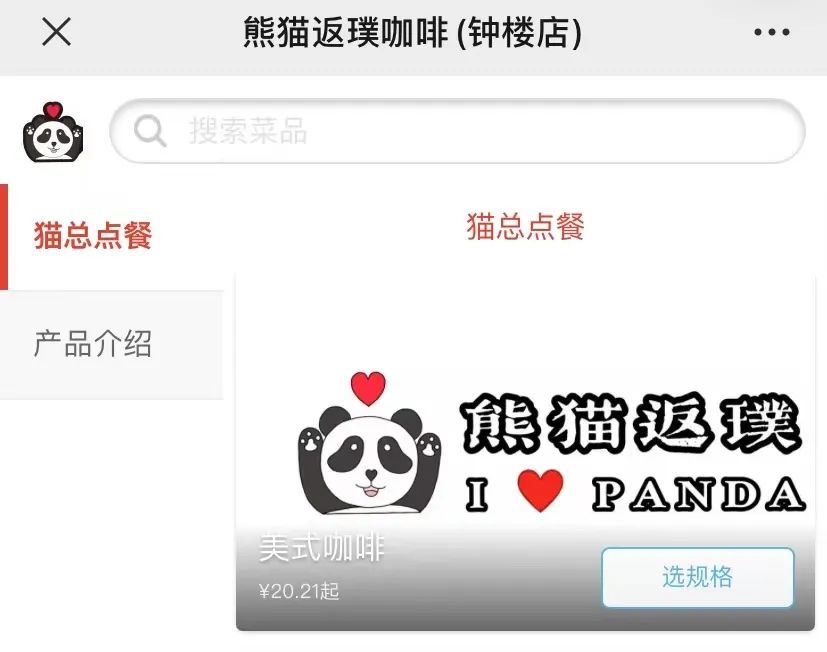 熊猫返璞咖啡(钟楼店)
搜索菜品
猫总点餐
猫总点餐
产品介绍
熊猫返璞
I ❤ PANDA
美式咖啡
¥20.21起
选规格